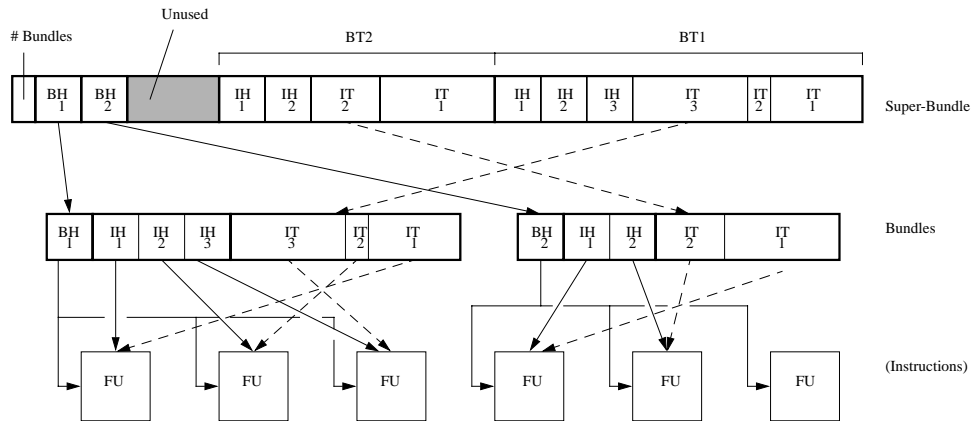 Unused
# Bundles
BT2 BT1
BH 1 BH 2 IH 1 IH 2 IT 2 IT 1 IH 1 IH 2 IH 3 IT 3 IT 2 IT 1
Super-Bundle
BH 1 IH 1 IH 2 IH 3 IT 3 IT 2 IT 1
BH 2 IH 1 IH 2 IT 2 IT 1
Bundles
FU FU FU FU FU FU
(Instructions)